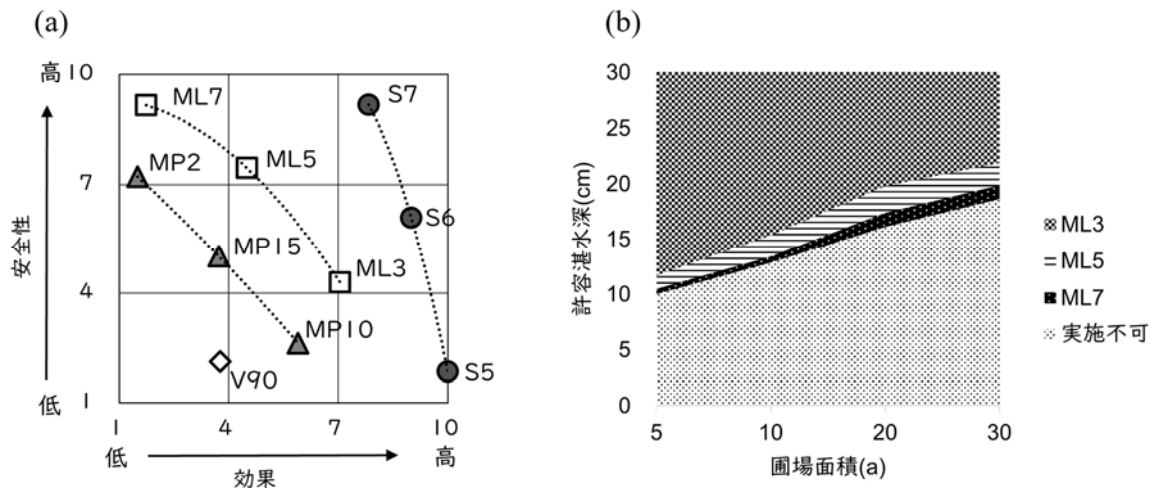 (a)
高 10
7
4
低 1
安全性
ML7
S7
MP2
ML5
S6
MP15
ML3
MP10
V90
S5
1 4 7 10
低 高
効果
(b)
30
25
20
15
10
5
0
許容湛水深(cm)
5 10 20 30
圃場面積(a)
ML3
ML5
ML7
実施不可